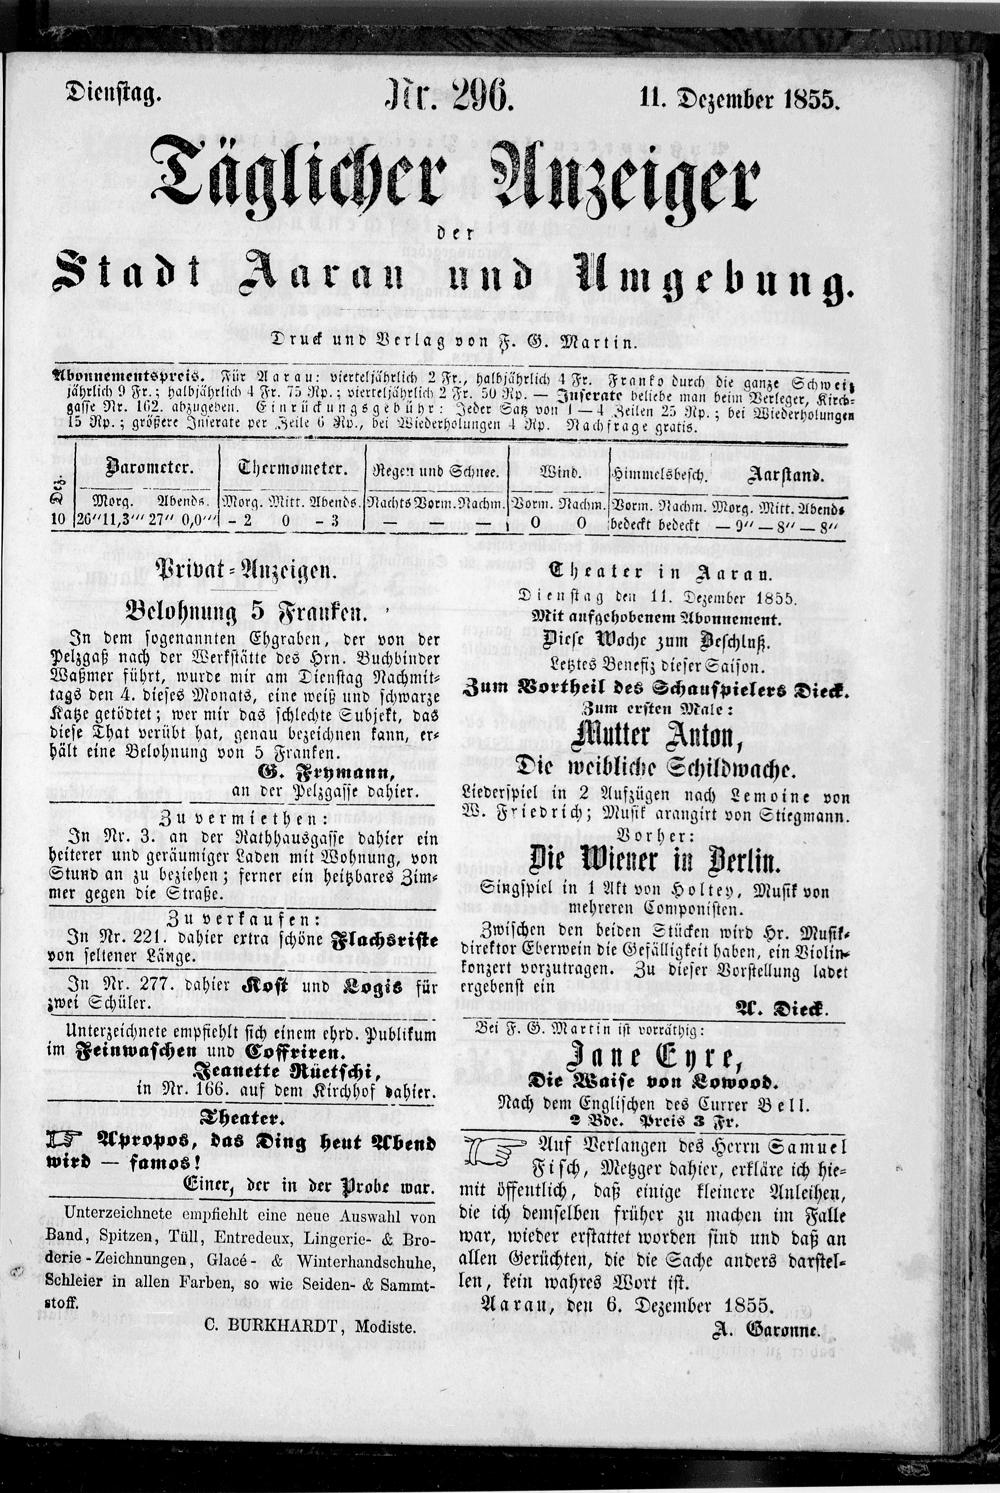 Dienstag. Nr. 296. 11. Dezember 1855.
Täglicher Anzeiger
der
Stadt Aarau und Umgebung.
Druck und Verlag von F. G. Martin.
Abonnementspreis. Für Aarau: vierteljährlich 2 Fr., halbjährlich 4 Fr. Franko durch die ganze Schweiz
jährlich 9 Fr.; halbjährlich 4 Fr. 75 Rp.; vierteljährlich 2 Fr. 50 Rp. — Inserate beliebe man beim Verleger, Kirch-
gasse Nr. 162. abzugeben. Einrückungsgebühr: Jeder Satz von 1—4 Zeilen 25 Rp.; bei Wiederholungen
15 Rp.; größere Inserate per Zeile 6 Rp., bei Wiederholungen 4 Rp. Nachfrage gratis.
Dez. Barometer. Thermometer. Regen und Schnee. Wind. Himmelsbesch. Aarstand.
Morg. Abends. Morg. Mitt. Abends. Nachts Vorm. Nachm. Vorm. Nachm. Vorm. Nachm. Morg. Mitt. Abends
10 26"11,3"' 27" 0,0"' - 2 0 - 3 — — — 0 0 bedeckt bedeckt — 9" — 8" — 8"
Privat-Anzeigen.
Belohnung 5 Franken.
In dem sogenannten Ehgraben, der von der
Pelzgaß nach der Werkstätte des Hrn. Buchbinder
Waßmer führt, wurde mir am Dienstag Nachmit-
tags den 4. dieses Monats, eine weiß und schwarze
Katze getödtet; wer mir das schlechte Subjekt, das
diese That verübt hat, genau bezeichnen kann, er-
hält eine Belohnung von 5 Franken.
G. Frymann,
an der Pelzgasse dahier.
Zu vermiethen:
In Nr. 3. an der Rathhausgasse dahier ein
heiterer und geräumiger Laden mit Wohnung, von
Stund an zu beziehen; ferner ein heitzbares Zim-
mer gegen die Straße.
Zu verkaufen:
In Nr. 221. dahier extra schöne Flachsriste
von seltener Länge.
In Nr. 277. dahier Kost und Logis für
zwei Schüler.
Unterzeichnete empfiehlt sich einem ehrd. Publikum
im Feinwaschen und Coffriren.
Jeanette Rüetschi,
in Nr. 166. auf dem Kirchhof dahier.
Theater.
☞ Apropos, das Ding heut Abend
wird — famos!
Einer, der in der Probe war.
Unterzeichnete empfiehlt eine neue Auswahl von
Band, Spitzen, Tüll, Entredeux, Lingerie- & Bro-
derie-Zeichnungen, Glacé- & Winterhandschuhe,
Schleier in allen Farben, so wie Seiden- & Sammt-
stoff.
C. BURKHARDT, Modiste.
Theater in Aarau.
Dienstag den 11. Dezember 1855.
Mit aufgehobenem Abonnement.
Diese Woche zum Beschluß.
Letztes Benefiz dieser Saison.
Zum Vortheil des Schauspielers Dieck.
Zum ersten Male:
Mutter Anton,
Die weibliche Schildwache.
Liederspiel in 2 Aufzügen nach Lemoine von
W. Friedrich; Musik arangirt von Stiegmann.
Vorher:
Die Wiener in Berlin.
Singspiel in 1 Akt von Holtey, Musik von
mehreren Componisten.
Zwischen den beiden Stücken wird Hr. Musik-
direktor Eberwein die Gefälligkeit haben, ein Violin-
konzert vorzutragen. Zu dieser Vorstellung ladet
ergebenst ein
A. Dieck.
Bei F. G. Martin ist vorräthig:
Jane Eyre,
Die Waise von Lowood.
Nach dem Englischen des Currer Bell.
2 Bde. Preis 3 Fr.
☞ Auf Verlangen des Herrn Samuel
Fisch, Metzger dahier, erkläre ich hie-
mit öffentlich, daß einige kleinere Anleihen,
die ich demselben früher zu machen im Falle
war, wieder erstattet worden sind und daß an
allen Gerüchten, die die Sache anders darstel-
len, kein wahres Wort ist.
Aarau, den 6. Dezember 1855.
A. Garonne.